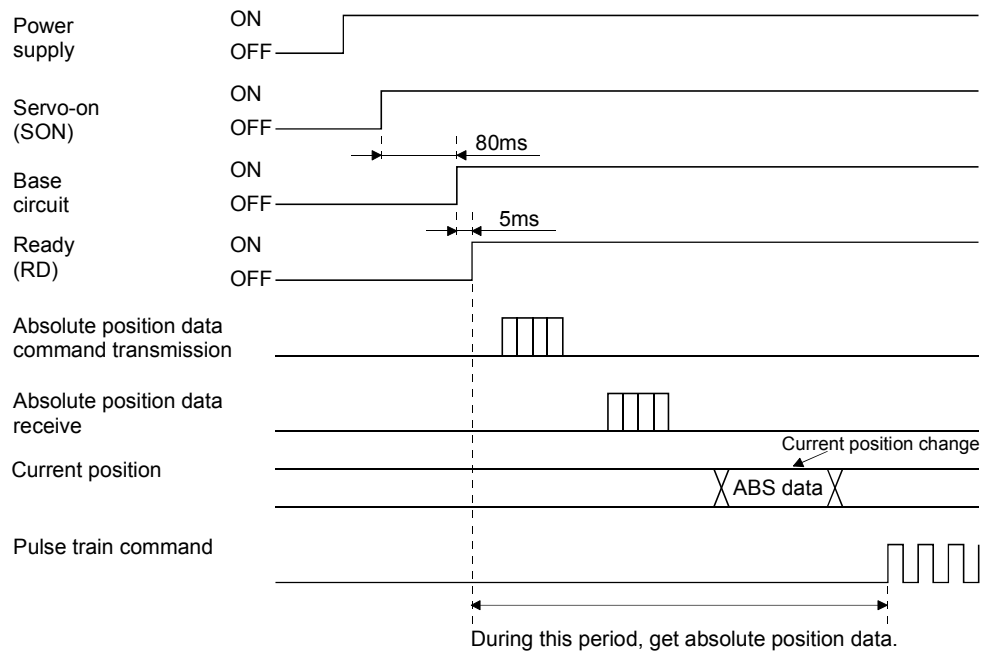 Power
supply
ON
OFF
Servo-on
(SON)
ON
OFF
80ms
Base
circuit
ON
OFF
5ms
Ready
(RD)
ON
OFF
Absolute position data
command transmission
Absolute position data
receive
Current position change
Current position
ABS data
Pulse train command
During this period, get absolute position data.